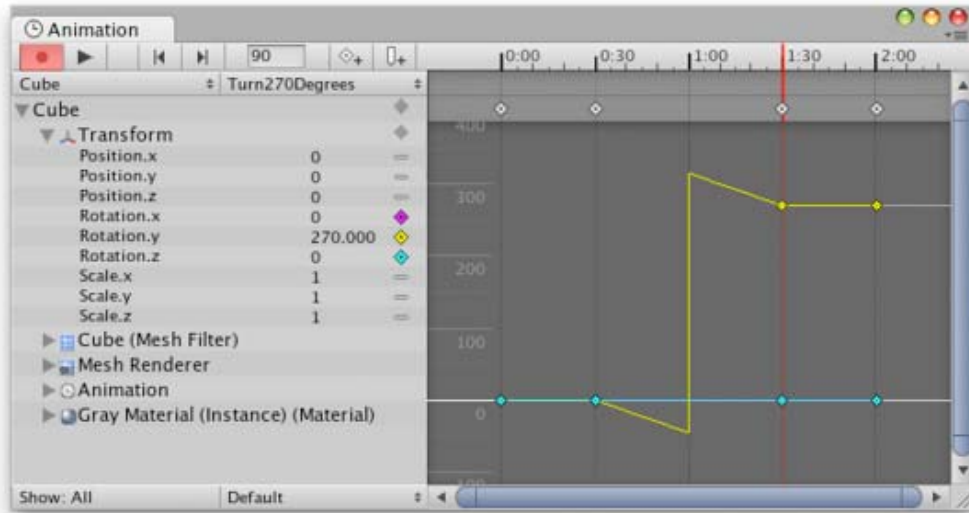 Animation
90
0:00 0:30 1:00 1:30 2:00
Cube Turn270Degrees
Cube
Transform
Position.x 0
Position.y 0
Position.z 0
Rotation.x 0
Rotation.y 270.000
Rotation.z 0
Scale.x 1
Scale.y 1
Scale.z 1
Cube (Mesh Filter)
Mesh Renderer
Animation
Gray Material (Instance) (Material)
400
300
200
100
0
100
Show: All Default